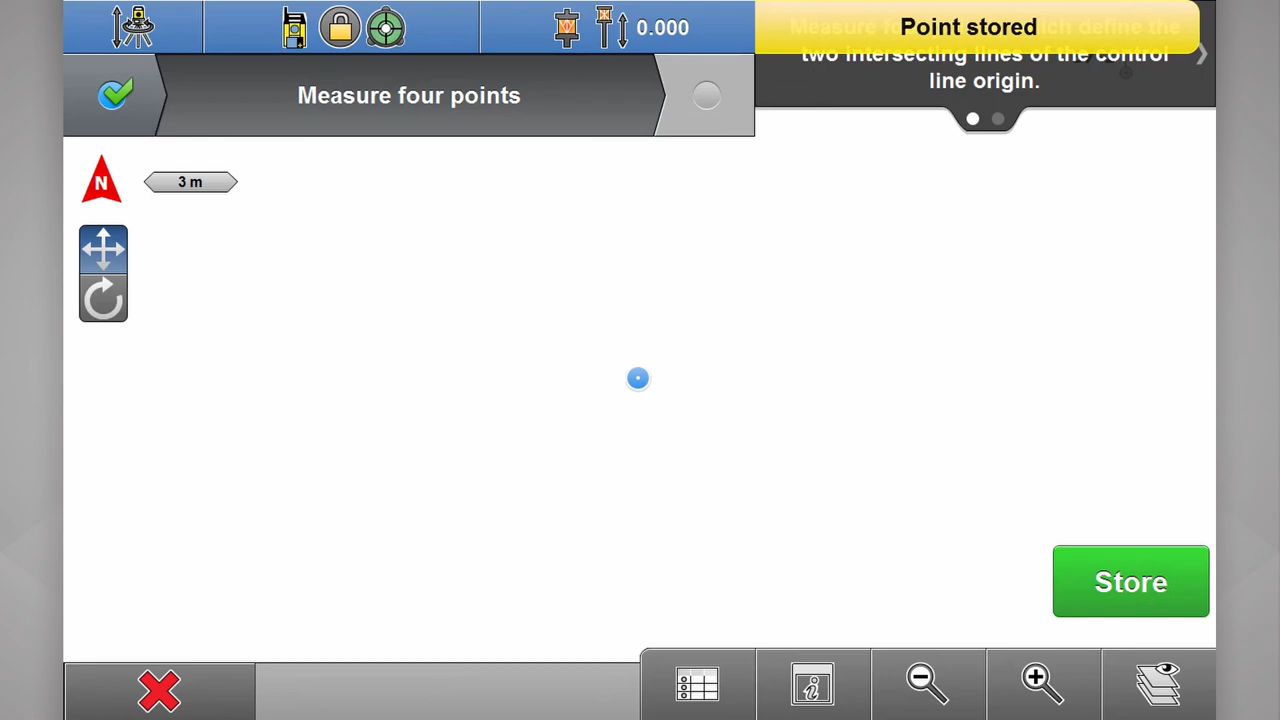 0.000
Point stored
two intersecting lines of the control
line origin.
Measure four points
N
3 m
Store